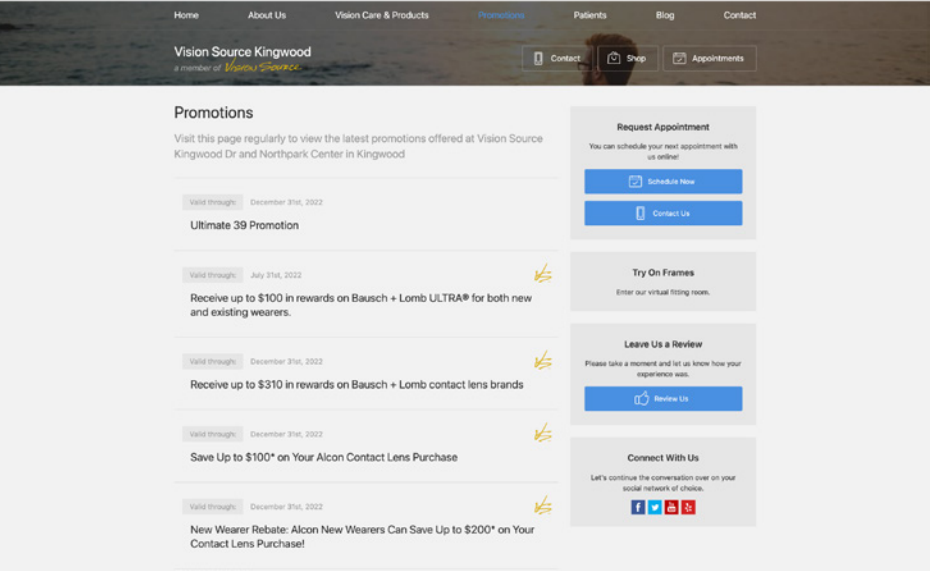 Home About Us Vision Care & Products Promotions Patients Blog Contact
Vision Source Kingwood
a member of Vision Source
Contact Shop Appointments
Promotions
Visit this page regularly to view the latest promotions offered at Vision Source
Kingwood Dr and Northpark Center in Kingwood
Valid through: December 31st, 2022
Ultimate 39 Promotion
Valid through: July 31st, 2022
Receive up to $100 in rewards on Bausch + Lomb ULTRA® for both new
and existing wearers.
Valid through: December 31st, 2022
Receive up to $310 in rewards on Bausch + Lomb contact lens brands
Valid through: December 31st, 2022
Save Up to $100* on Your Alcon Contact Lens Purchase
Valid through: December 31st, 2022
New Wearer Rebate: Alcon New Wearers Can Save Up to $200* on Your
Contact Lens Purchase!
Request Appointment
You can schedule your next appointment with
us online!
Schedule Now
Contact Us
Try On Frames
Enter our virtual fitting room.
Leave Us a Review
Please take a moment and let us know how your
experience was.
Review Us
Connect With Us
Let's continue the conversation over on your
social network of choice.